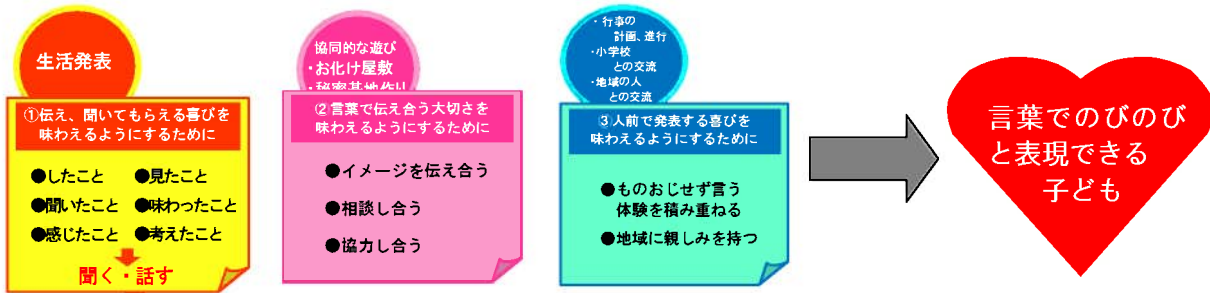 生活発表
①伝え、聞いてもらえる喜びを
味わえるようにするために
●したこと ●見たこと
●聞いたこと ●味わったこと
●感じたこと ●考えたこと
聞く・話す
協同的な遊び
・お化け屋敷
・秘密基地作り
②言葉で伝え合う大切さを
味わえるようにするために
●イメージを伝え合う
●相談し合う
●協力し合う
・行事の
計画、進行
・小学校
との交流
・地域の人
との交流
③人前で発表する喜びを
味わえるようにするために
●ものおじせず言う
体験を積み重ねる
●地域に親しみを持つ
言葉でのびのび
と表現できる
子ども